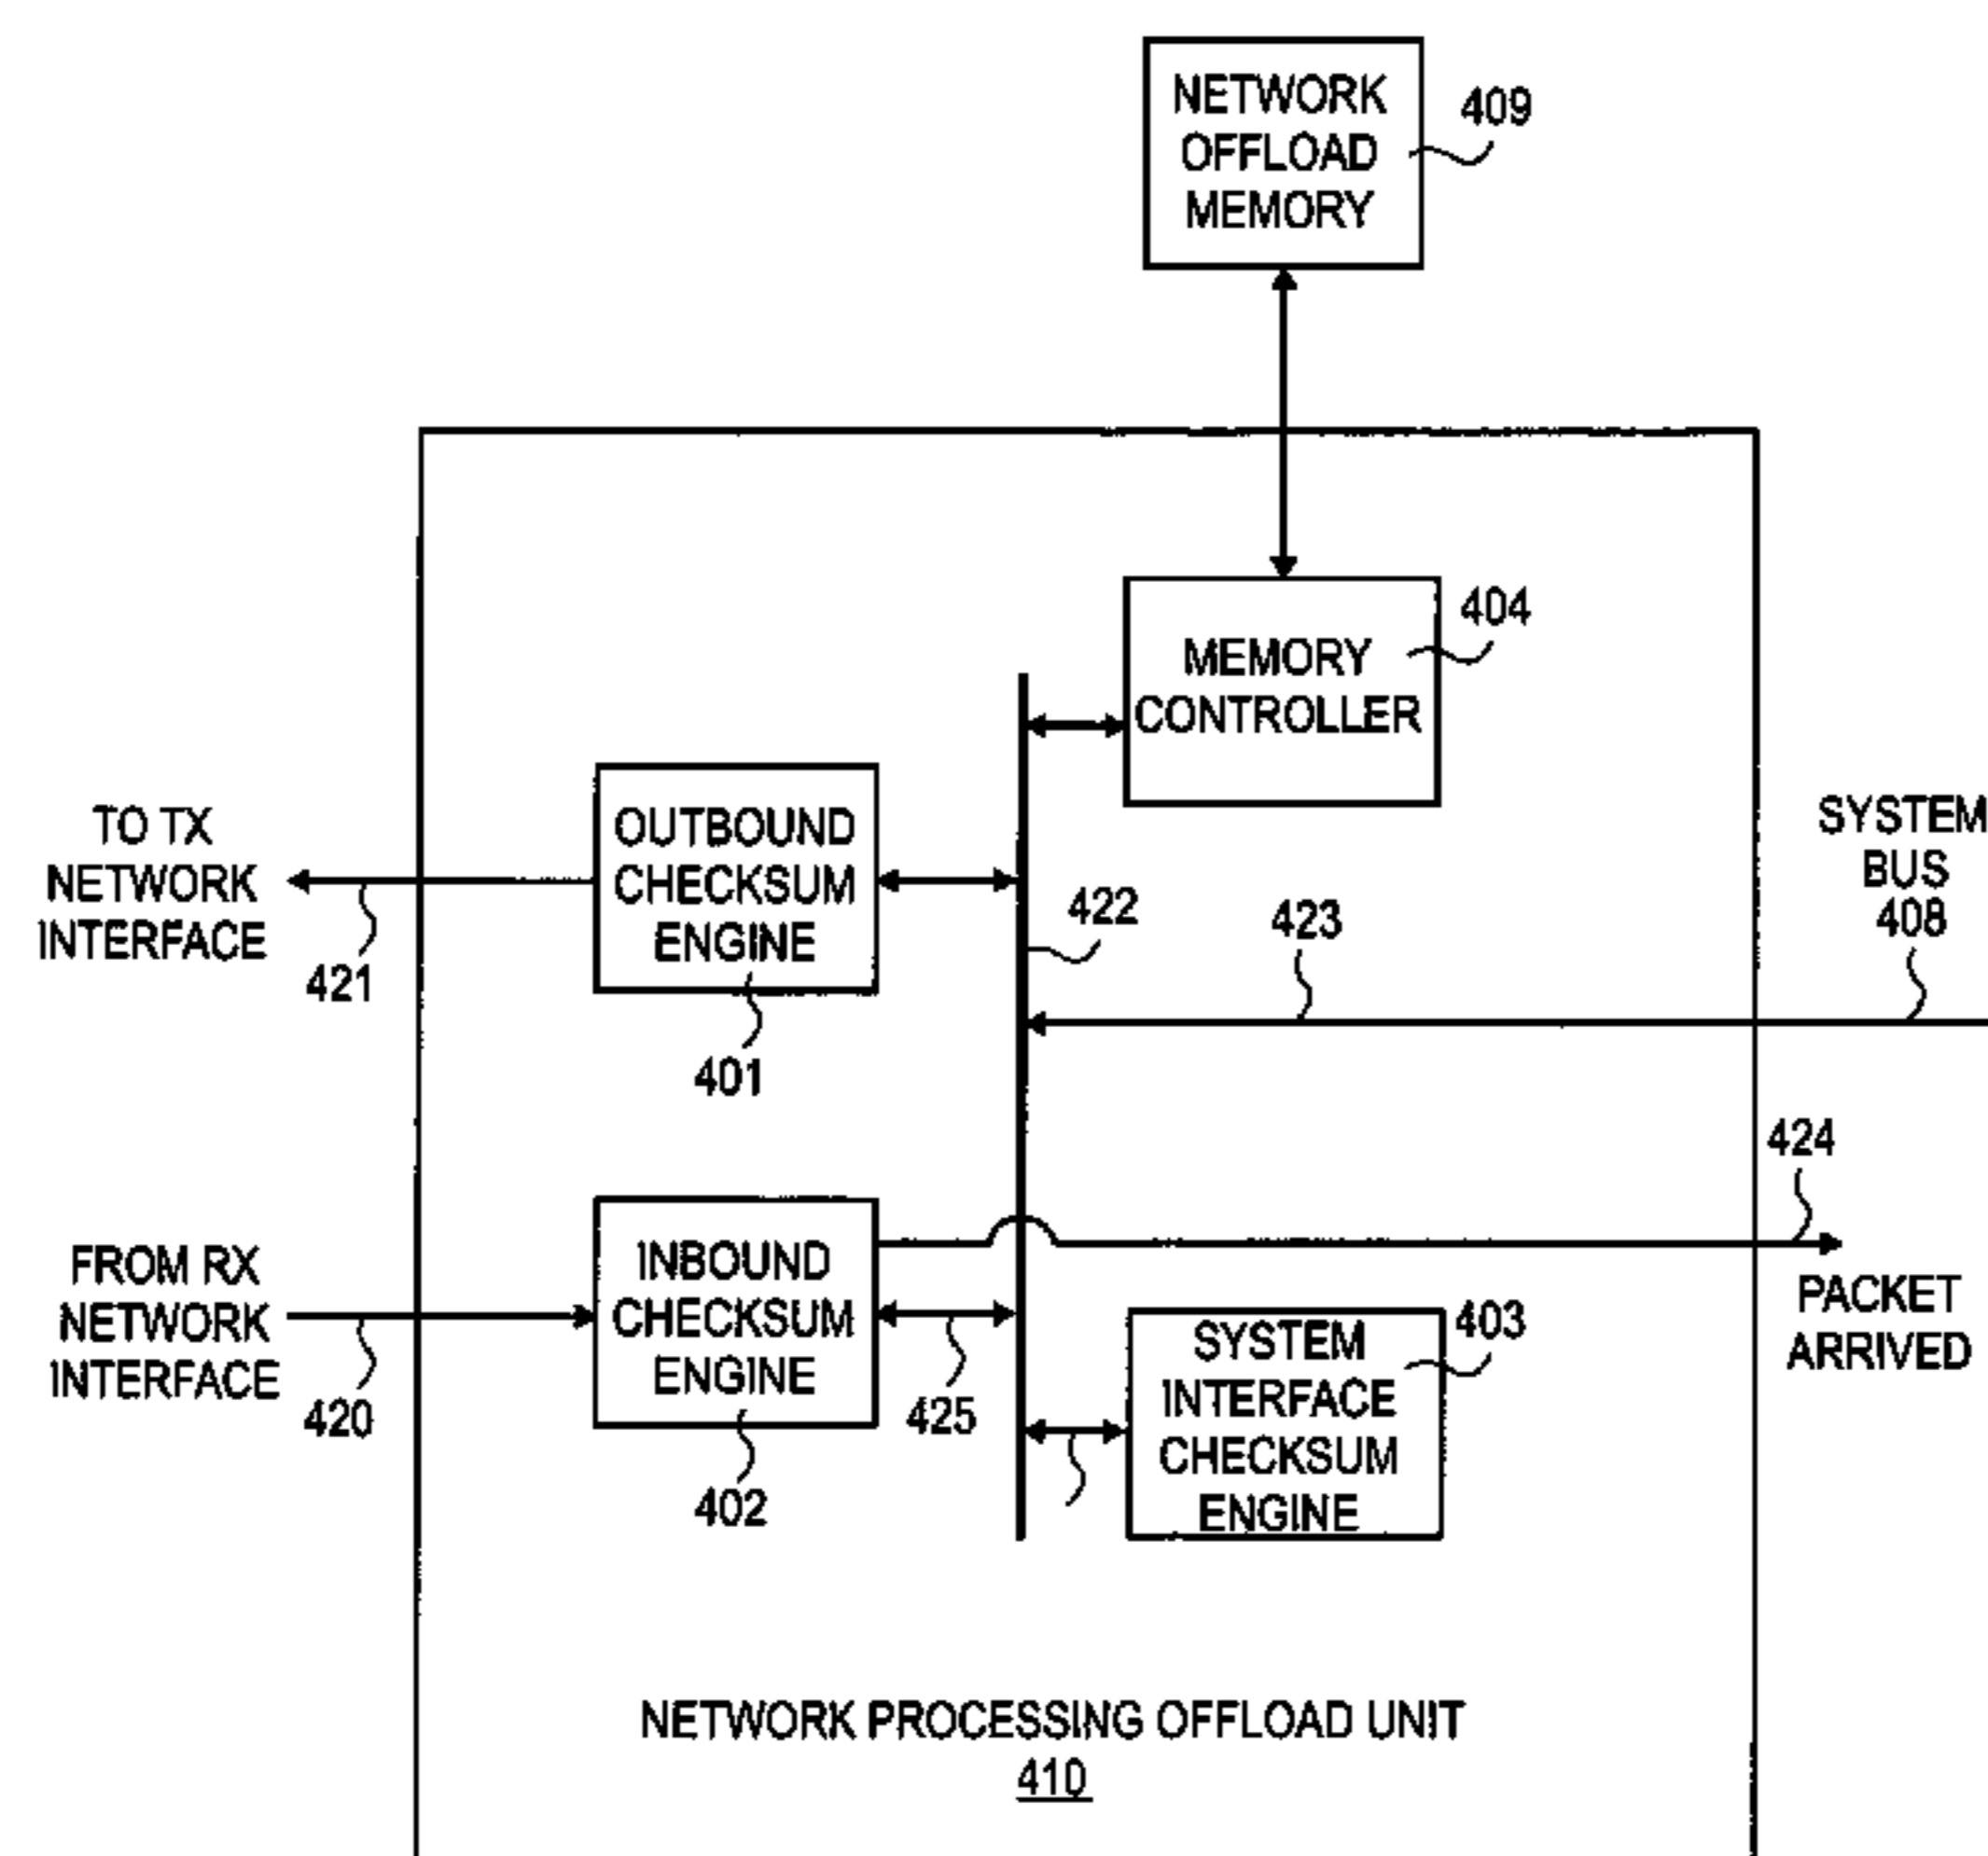 NETWORK
OFFLOAD
MEMORY
409
MEMORY
CONTROLLER
404
TO TX
NETWORK
INTERFACE
421
OUTBOUND
CHECKSUM
ENGINE
401
422
423
SYSTEM
BUS
408
424
FROM RX
NETWORK
INTERFACE
420
INBOUND
CHECKSUM
ENGINE
402
425
SYSTEM
INTERFACE
CHECKSUM
ENGINE
403
PACKET
ARRIVED
NETWORK PROCESSING OFFLOAD UNIT
410